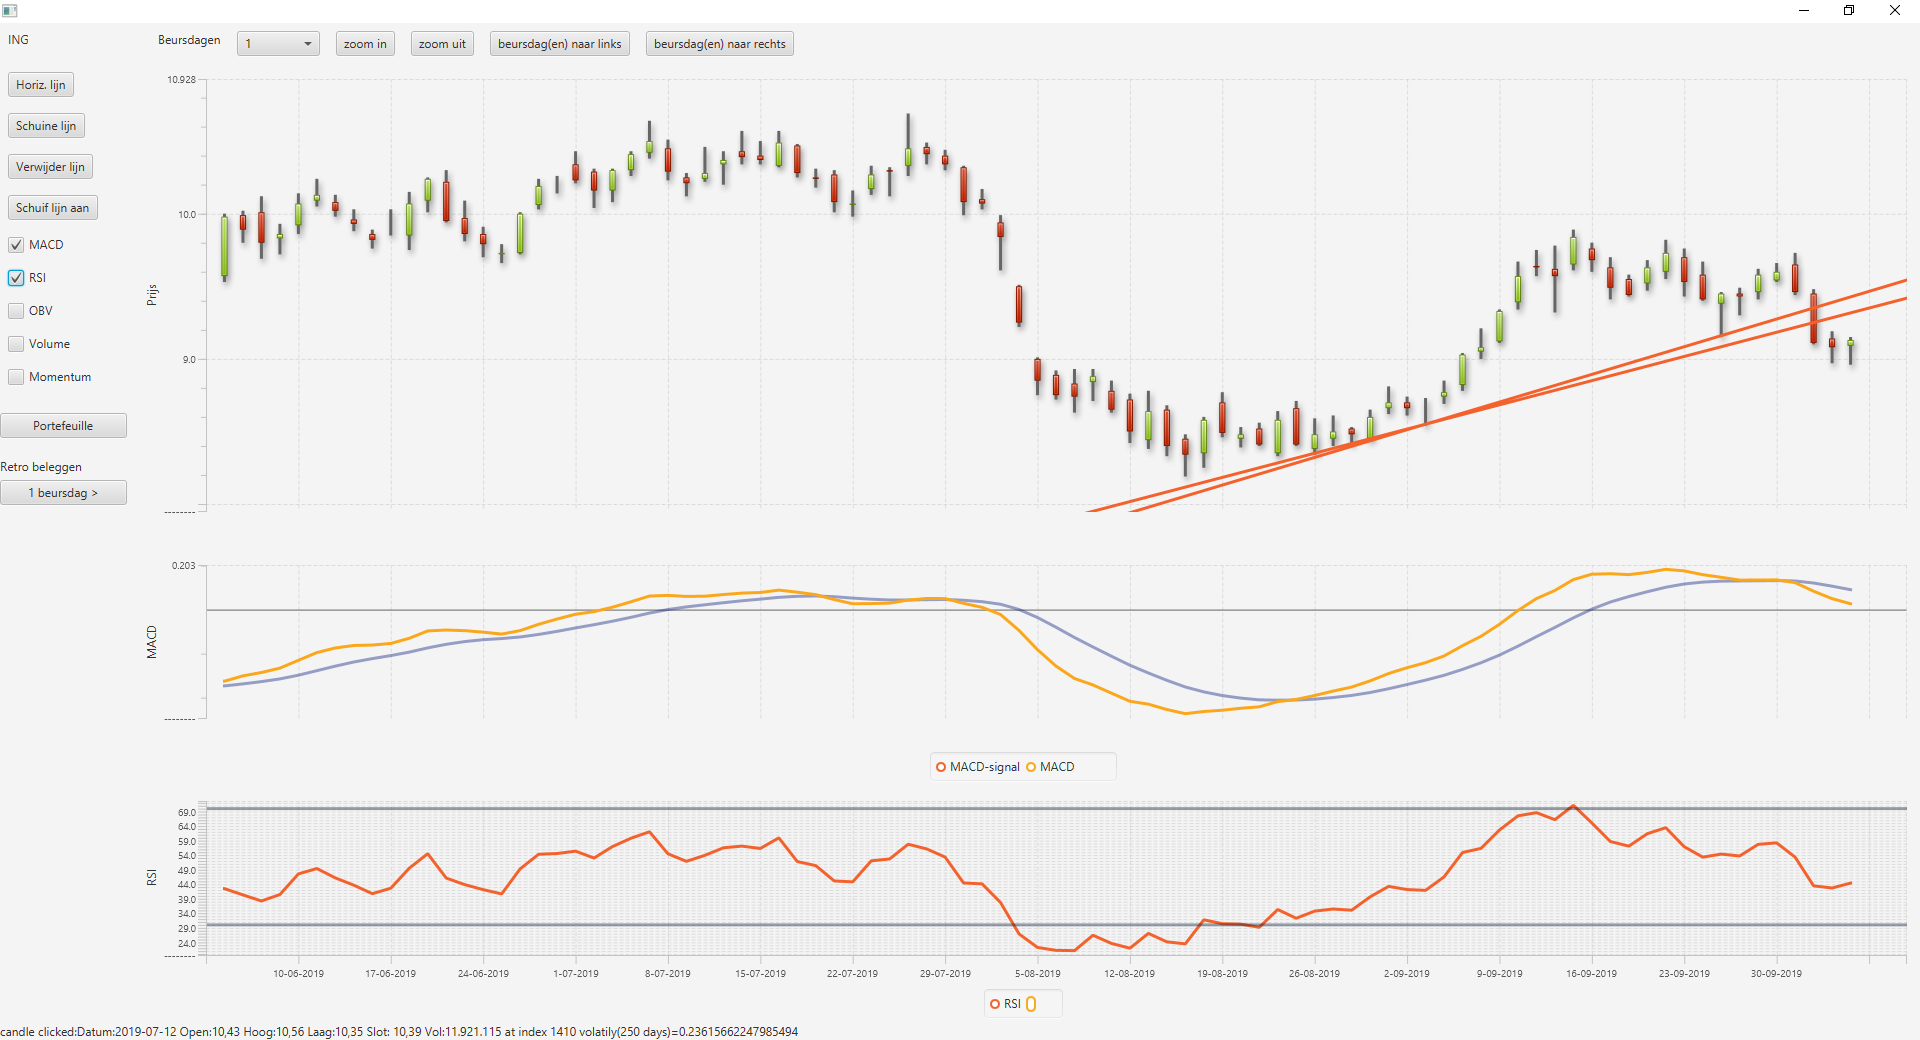 ING
Beursdagen 1 zoom in zoom uit beursdag(en) naar links beursdag(en) naar rechts
Horiz. lijn
Schuine lijn
Verwijder lijn
Schuif lijn aan
MACD
RSI
OBV
Volume
Momentum
Portefeuille
Retro beleggen
1 beursdag >
10.928
10.0
9.0
--------
Prijs
0.203
--------
MACD
MACD-signal MACD
69.0
64.0
59.0
54.0
49.0
44.0
39.0
34.0
29.0
24.0
--------
RSI
10-06-2019 17-06-2019 24-06-2019 1-07-2019 8-07-2019 15-07-2019 22-07-2019 29-07-2019 5-08-2019 12-08-2019 19-08-2019 26-08-2019 2-09-2019 9-09-2019 16-09-2019 23-09-2019 30-09-2019
RSI
candle clicked:Datum:2019-07-12 Open:10,43 Hoog:10,56 Laag:10,35 Slot: 10,39 Vol:11.921.115 at index 1410 volatily(250 days)=0.23615662247985494